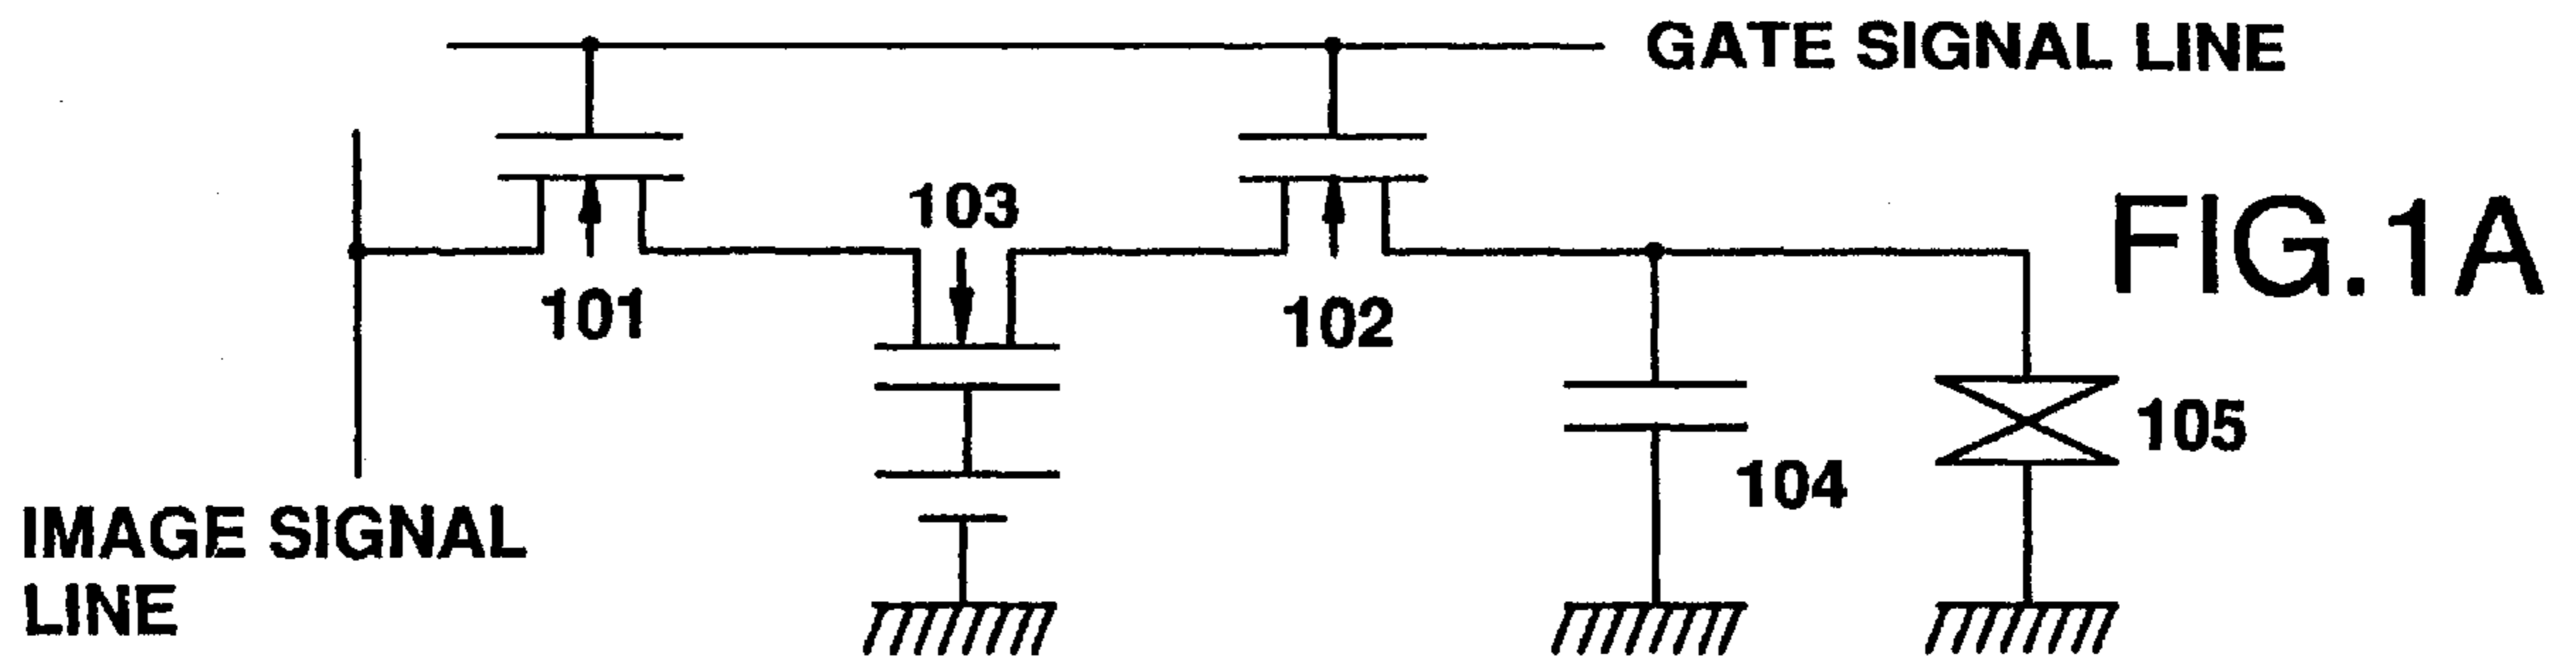 GATE SIGNAL LINE
103
FIG.1A
101
102
105
104
IMAGE SIGNAL
LINE